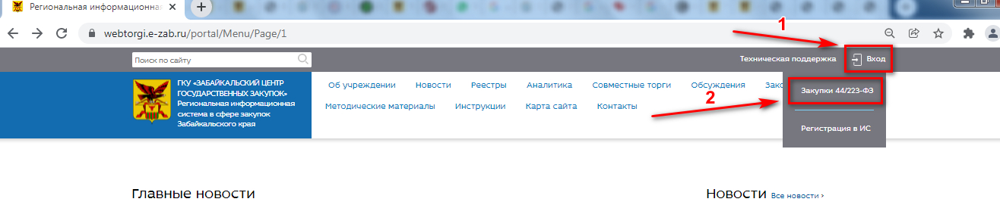 Региональная информационна
webtorgi.e-zab.ru/portal/Menu/Page/1
1
Поиск по сайту
Техническая поддержка
Вход
ГКУ «ЗАБАЙКАЛЬСКИЙ ЦЕНТР
ГОСУДАРСТВЕННЫХ ЗАКУПОК»
Региональная информационная
система в сфере закупок
Забайкальского края
Об учреждении Новости Реестры Аналитика Совместные торги Обсуждения Зако
Методические материалы Инструкции Карта сайта Контакты
2
Закупки 44/223-ФЗ
Регистрация в ИС
Главные новости
Новости Все новости ›